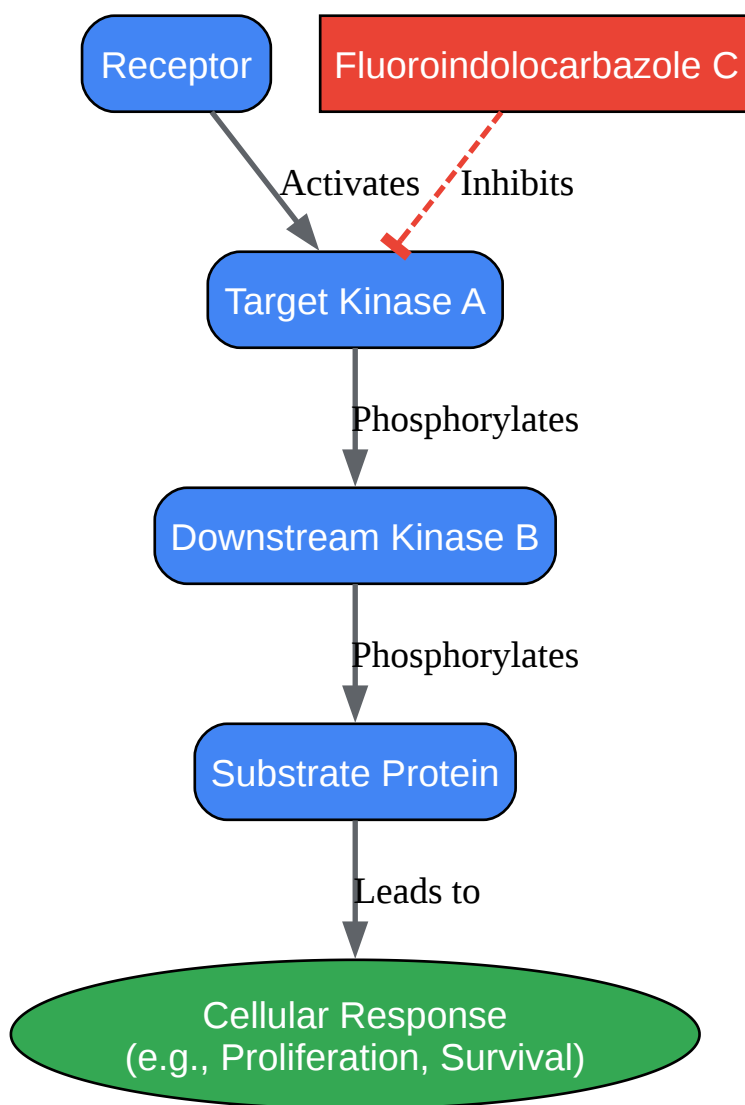 Receptor
Fluoroindolocarbazole C
Activates
Inhibits
Target Kinase A
Phosphorylates
Downstream Kinase B
Phosphorylates
Substrate Protein
Leads to
Cellular Response
(e.g., Proliferation, Survival)